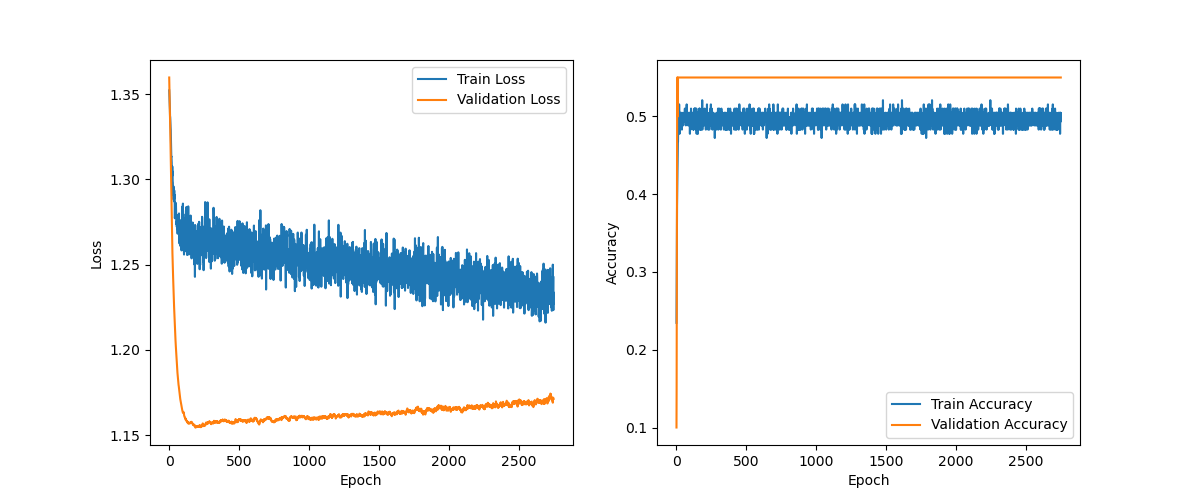 1.35
1.30
1.25
1.20
1.15
Loss
0
500
1000
1500
2000
2500
Epoch
Train Loss
Validation Loss
0.5
0.4
0.3
0.2
0.1
Accuracy
0
500
1000
1500
2000
2500
Epoch
Train Accuracy
Validation Accuracy